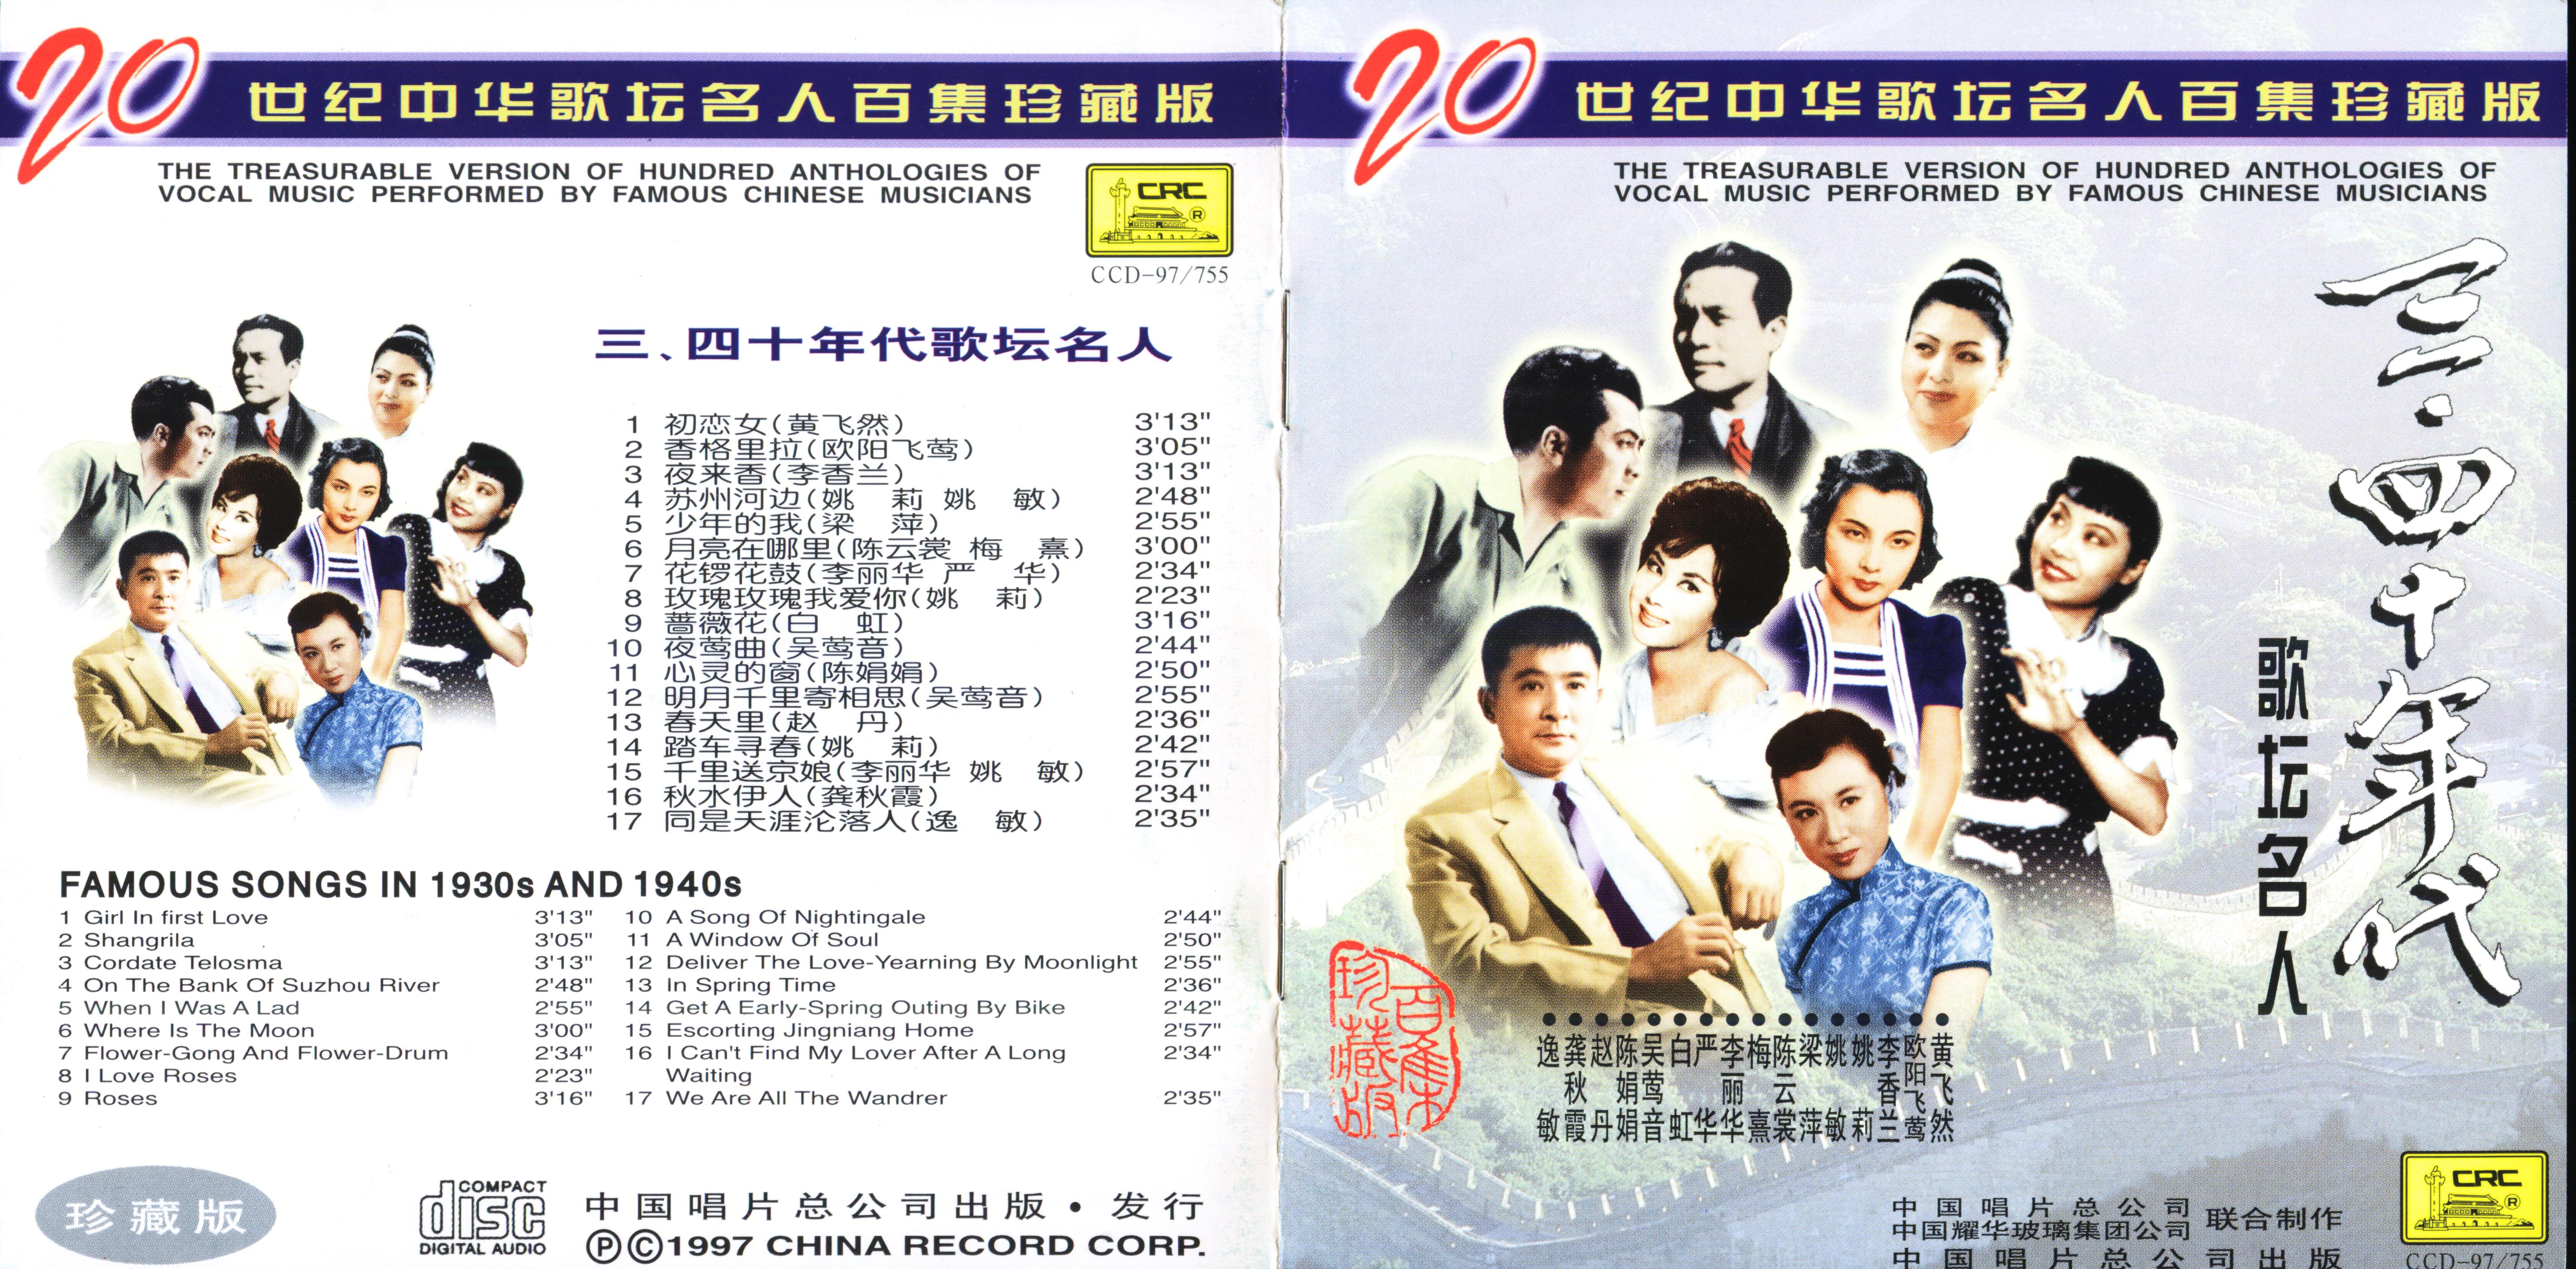 20世纪中华歌坛名人百集珍藏版
THE TREASURABLE VERSION OF HUNDRED ANTHOLOGIES OF
VOCAL MUSIC PERFORMED BY FAMOUS CHINESE MUSICIANS
CRC
®
CCD-97/755
三、四十年代歌坛名人
1 初恋女(黄飞然) 3'13"
2 香格里拉(欧阳飞莺) 3'05"
3 夜来香(李香兰) 3'13"
4 苏州河边(姚 莉 姚 敏) 2'48"
5 少年的我(梁 萍) 2'55"
6 月亮在哪里(陈云裳 梅 熹) 3'00"
7 花锣花鼓(李丽华 严 华) 2'34"
8 玫瑰玫瑰我爱你(姚 莉) 2'23"
9 蔷薇花(白 虹) 3'16"
10 夜莺曲(吴莺音) 2'44"
11 心灵的窗(陈娟娟) 2'50"
12 明月千里寄相思(吴莺音) 2'55"
13 春天里(赵 丹) 2'36"
14 踏车寻春(姚 莉) 2'42"
15 千里送京娘(李丽华 姚 敏) 2'57"
16 秋水伊人(龚秋霞) 2'34"
17 同是天涯沦落人(逸 敏) 2'35"
FAMOUS SONGS IN 1930s AND 1940s
1 Girl In first Love 3'13"
2 Shangrila 3'05"
3 Cordate Telosma 3'13"
4 On The Bank Of Suzhou River 2'48"
5 When I Was A Lad 2'55"
6 Where Is The Moon 3'00"
7 Flower-Gong And Flower-Drum 2'34"
8 I Love Roses 2'23"
9 Roses 3'16"
10 A Song Of Nightingale 2'44"
11 A Window Of Soul 2'50"
12 Deliver The Love-Yearning By Moonlight 2'55"
13 In Spring Time 2'36"
14 Get A Early-Spring Outing By Bike 2'42"
15 Escorting Jingniang Home 2'57"
16 I Can't Find My Lover After A Long 2'34"
Waiting
17 We Are All The Wandrer 2'35"
珍藏版
COMPACT
disc
DIGITAL AUDIO
中国唱片总公司出版·发行
Ⓟ©1997 CHINA RECORD CORP.
20世纪中华歌坛名人百集珍藏版
THE TREASURABLE VERSION OF HUNDRED ANTHOLOGIES OF
VOCAL MUSIC PERFORMED BY FAMOUS CHINESE MUSICIANS
三·四十年代
歌坛名人
黄飞然
欧阳飞莺
李香兰
姚莉
姚敏
梁萍
陈云裳
梅熹
李丽华
严华
白虹
吴莺音
陈娟娟
赵丹
龚秋霞
逸敏
百集
珍藏版
中国唱片总公司
中国耀华玻璃集团公司
联合制作
中国唱片总公司出版
CRC
®
CCD-97/755